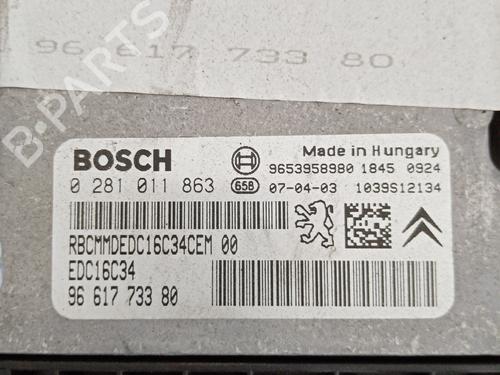 96 617 733 80
B-PARTS
BOSCH
Made in Hungary
9653958980 1845 0924
0 281 011 863
658
07-04-03
1039S12134
RBCMMDEDC16C34CEM 00
EDC16C34
96 617 733 80